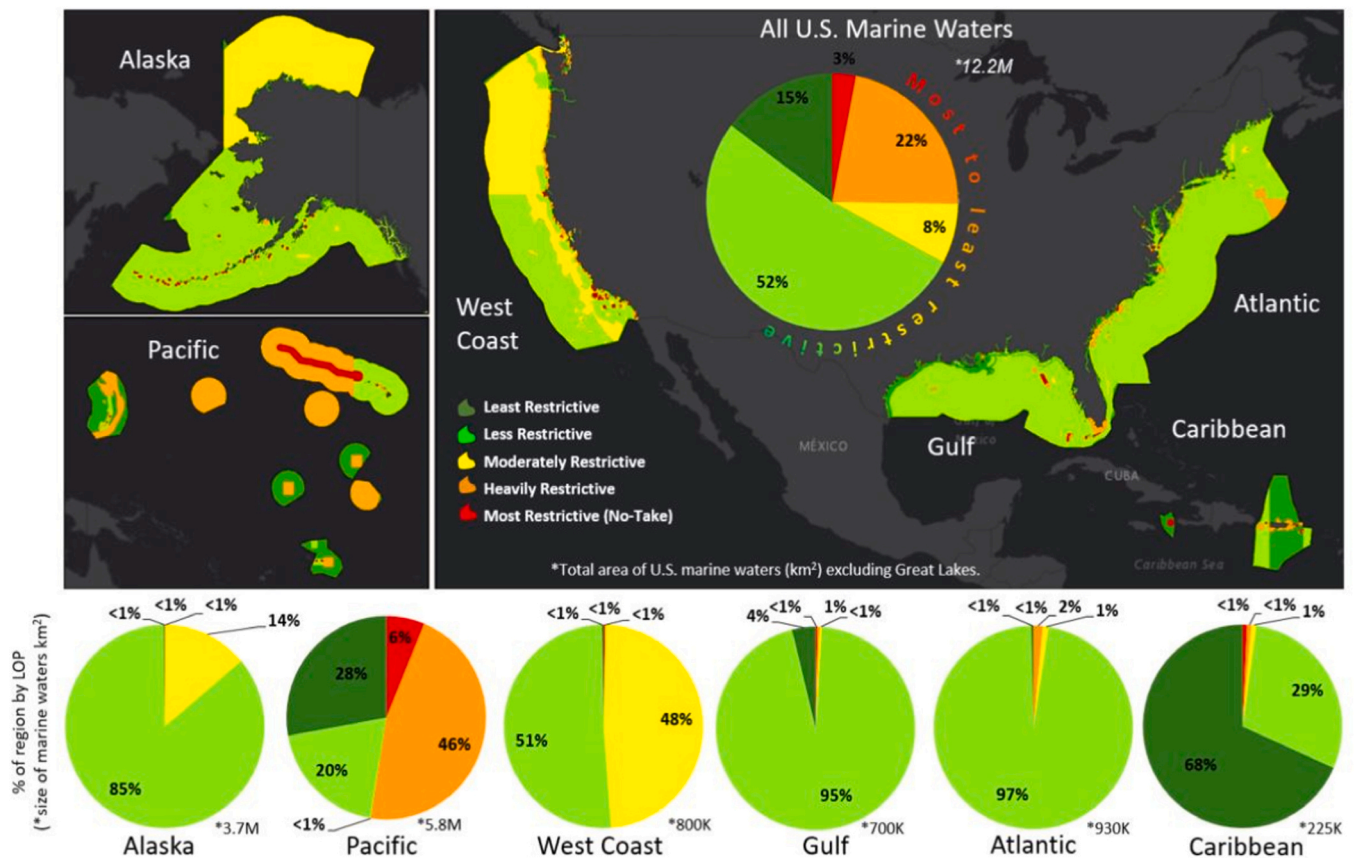 Alaska
Pacific
All U.S. Marine Waters
*12.2M
3%
15%
22%
8%
52%
Most to least restrictive
West
Coast
Atlantic
Gulf
Caribbean
MÉXICO
CUBA
Caribbean Sea
Least Restrictive
Less Restrictive
Moderately Restrictive
Heavily Restrictive
Most Restrictive (No-Take)
*Total area of U.S. marine waters (km²) excluding Great Lakes.
% of region by LOP
(*size of marine waters km²)
<1%
<1%
<1%
14%
85%
*3.7M
Alaska
6%
28%
46%
20%
<1%
*5.8M
Pacific
<1%
<1%
<1%
48%
51%
*800K
West Coast
4%
<1%
1%
<1%
95%
*700K
Gulf
<1%
<1%
2%
1%
97%
*930K
Atlantic
<1%
<1%
1%
29%
68%
*225K
Caribbean